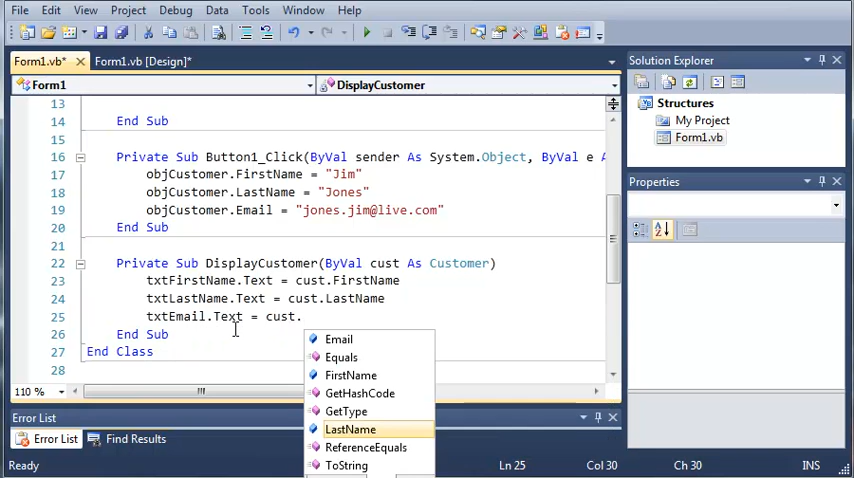 File Edit View Project Debug Data Tools Window Help
Form1.vb* Form1.vb [Design]*
Form1 DisplayCustomer
13
14 End Sub
15
16 Private Sub Button1_Click(ByVal sender As System.Object, ByVal e A
17 objCustomer.FirstName = "Jim"
18 objCustomer.LastName = "Jones"
19 objCustomer.Email = "jones.jim@live.com"
20 End Sub
21
22 Private Sub DisplayCustomer(ByVal cust As Customer)
23 txtFirstName.Text = cust.FirstName
24 txtLastName.Text = cust.LastName
25 txtEmail.Text = cust.
26 End Sub
27 End Class
28
Email
Equals
FirstName
GetHashCode
GetType
LastName
ReferenceEquals
ToString
110 %
Error List
Error List Find Results
Ready Ln 25 Col 30 Ch 30 INS
Solution Explorer
Structures
My Project
Form1.vb
Properties